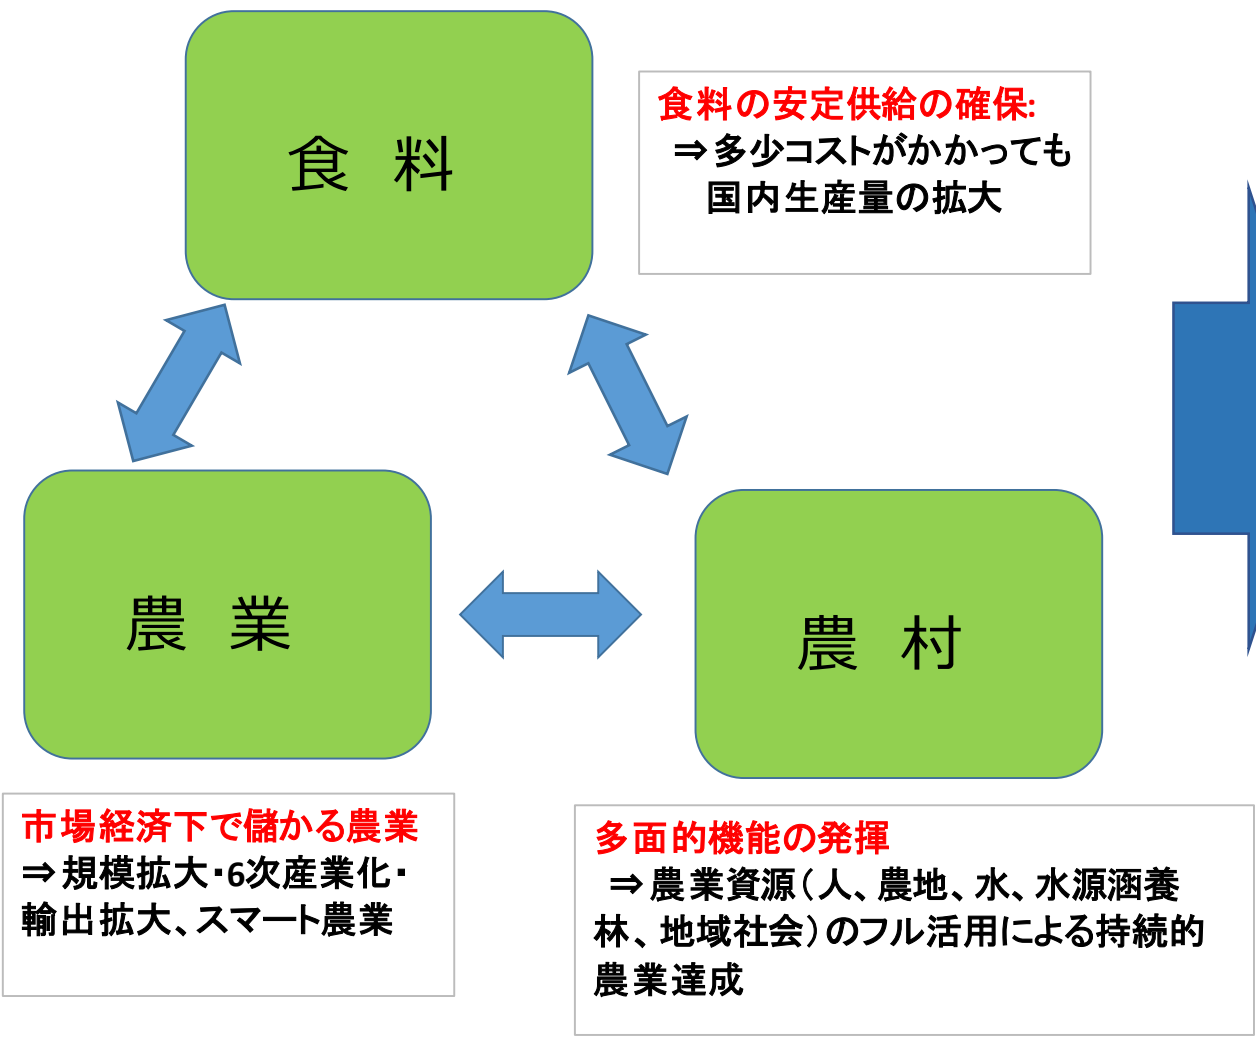 食　料
食料の安定供給の確保:
⇒多少コストがかかっても
国内生産量の拡大
農　業
農　村
市場経済下で儲かる農業
⇒規模拡大・6次産業化・
輸出拡大、スマート農業
多面的機能の発揮
⇒農業資源（人、農地、水、水源涵養
林、地域社会）のフル活用による持続的
農業達成